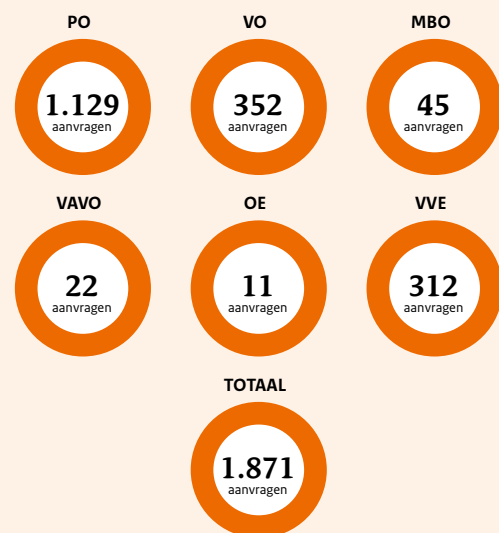 PO
1.129
aanvragen
VO
352
aanvragen
MBO
45
aanvragen
VAVO
22
aanvragen
OE
11
aanvragen
VVE
312
aanvragen
TOTAAL
1.871
aanvragen